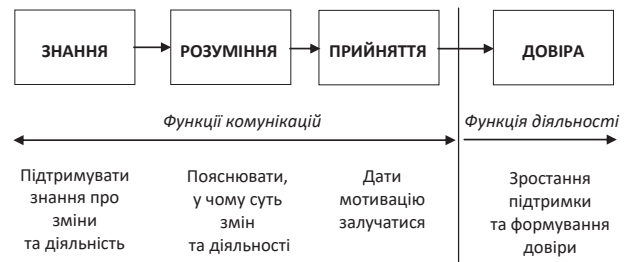 ЗНАННЯ
РОЗУМІННЯ
ПРИЙНЯТТЯ
ДОВІРА
Функції комунікацій
Функція діяльності
Підтримувати
знання про
зміни
та діяльність
Пояснювати,
у чому суть
змін
та діяльності
Дати
мотивацію
залучатися
Зростання
підтримки
та формування
довіри